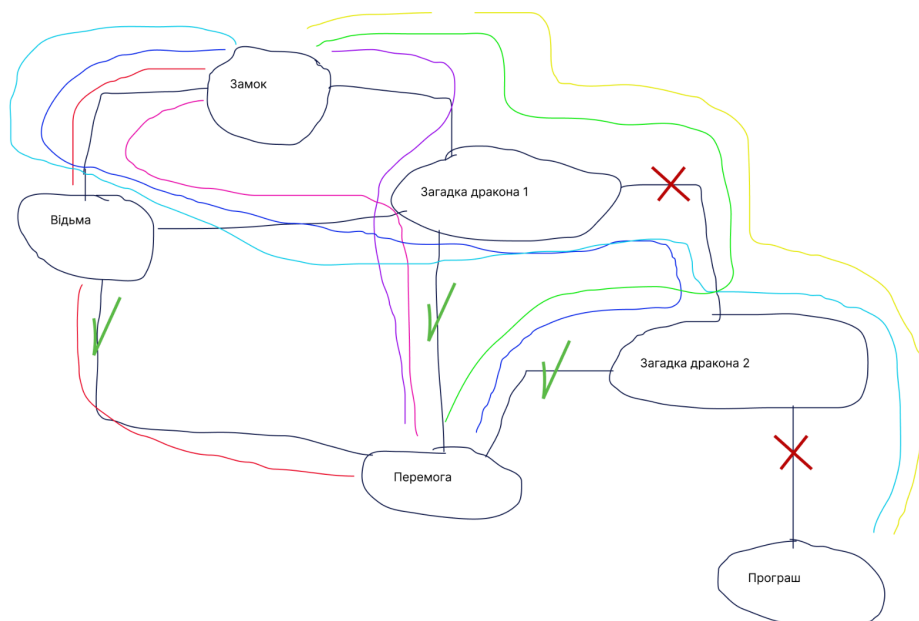 Замок
Загадка дракона 1
Відьма
Загадка дракона 2
Перемога
Програш